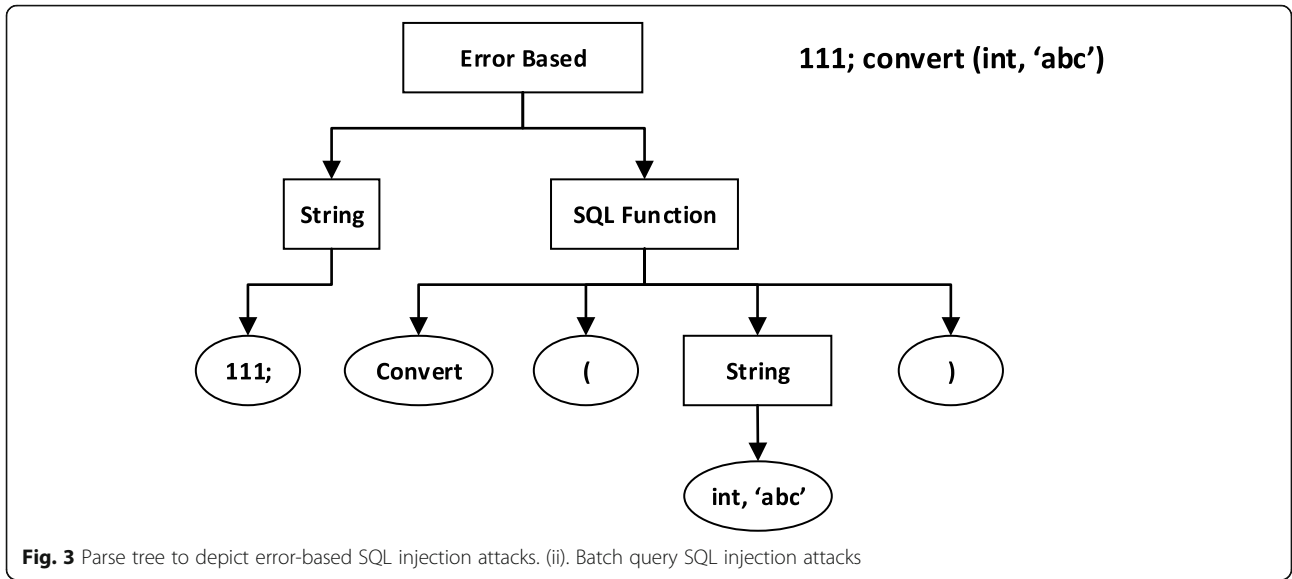 Error Based
111; convert (int, ‘abc’)
String
SQL Function
111;
Convert
(
String
)
int, ‘abc’
Fig. 3 Parse tree to depict error-based SQL injection attacks. (ii). Batch query SQL injection attacks